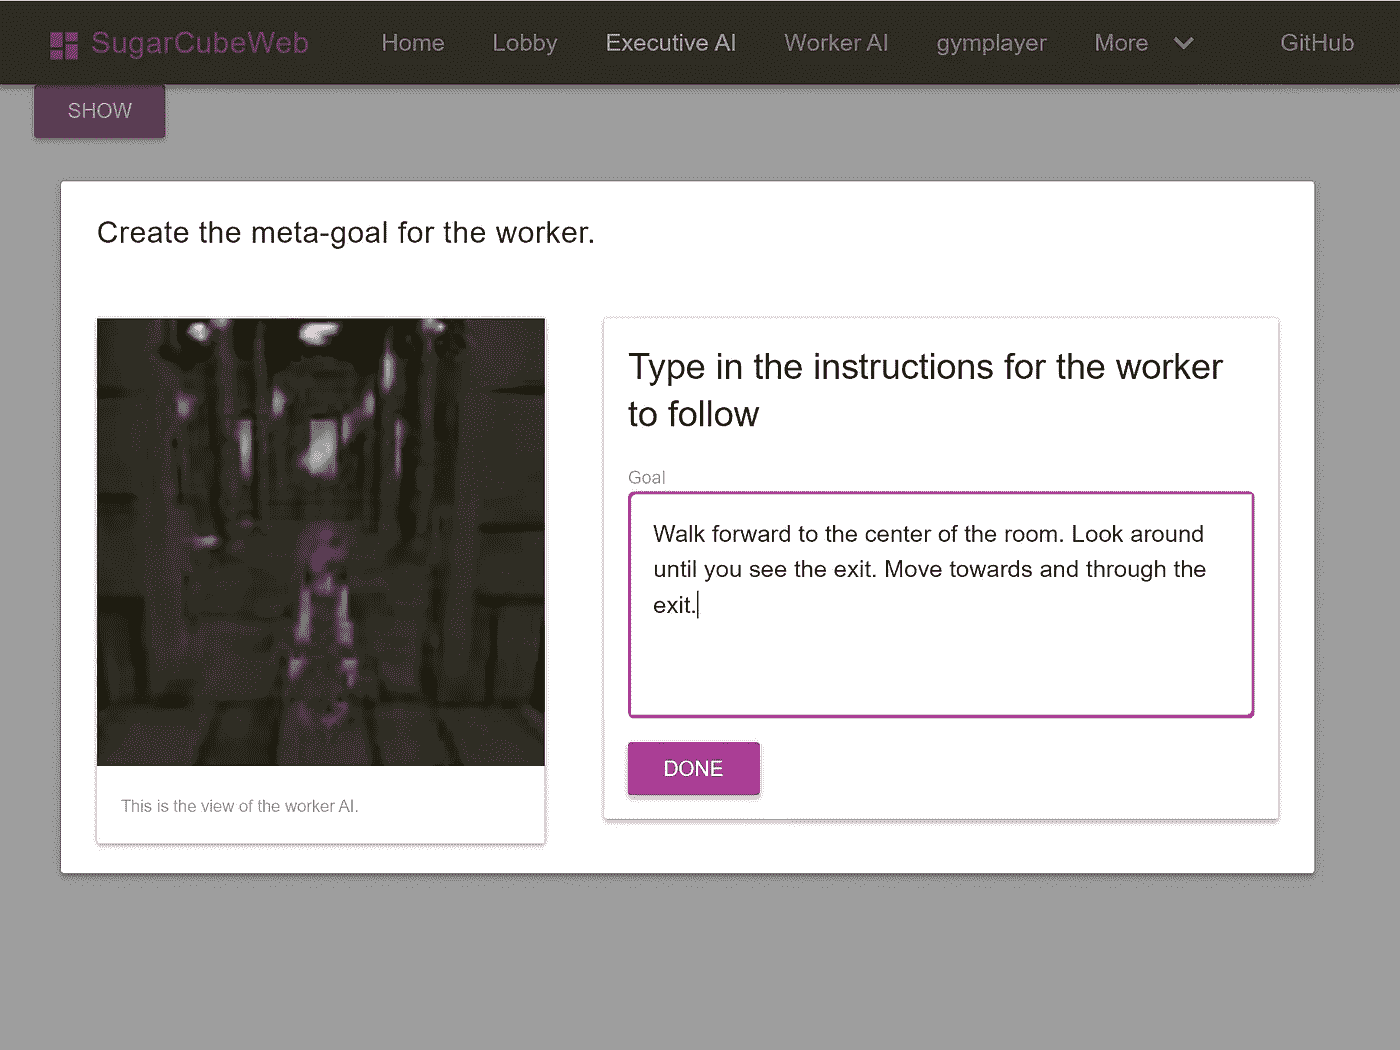 SugarCubeWeb Home Lobby Executive AI Worker AI gymplayer More GitHub
SHOW
Create the meta-goal for the worker.
This is the view of the worker AI.
Type in the instructions for the worker
to follow
Goal
Walk forward to the center of the room. Look around
until you see the exit. Move towards and through the
exit.
DONE